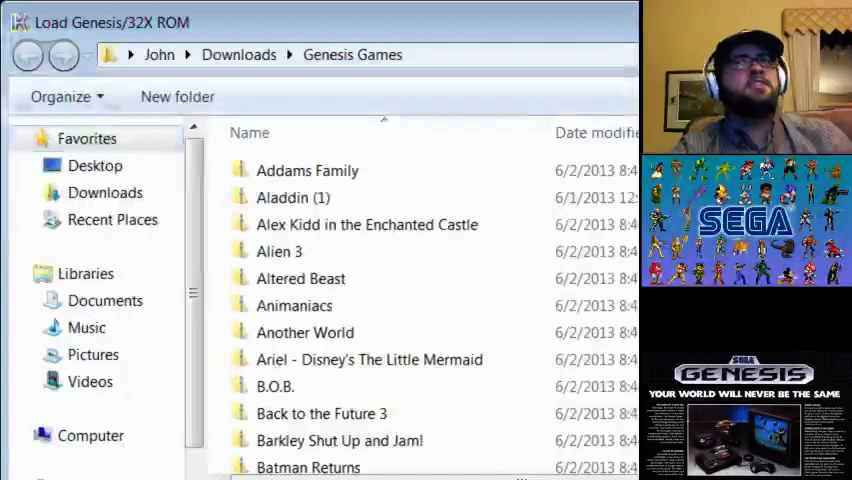 Load Genesis/32X ROM
John Downloads Genesis Games
Organize New folder
Favorites
Desktop
Downloads
Recent Places
Libraries
Documents
Music
Pictures
Videos
Computer
Name Date modifie
Addams Family 6/2/2013 8:4
Aladdin (1) 6/1/2013 12:
Alex Kidd in the Enchanted Castle 6/2/2013 8:4
Alien 3 6/2/2013 8:4
Altered Beast 6/2/2013 8:4
Animaniacs 6/2/2013 8:4
Another World 6/2/2013 8:4
Ariel - Disney's The Little Mermaid 6/2/2013 8:4
B.O.B. 6/2/2013 8:4
Back to the Future 3 6/2/2013 8:4
Barkley Shut Up and Jam! 6/2/2013 8:4
Batman Returns 6/2/2013 8:4
SEGA
SEGA
GENESIS
YOUR WORLD WILL NEVER BE THE SAME